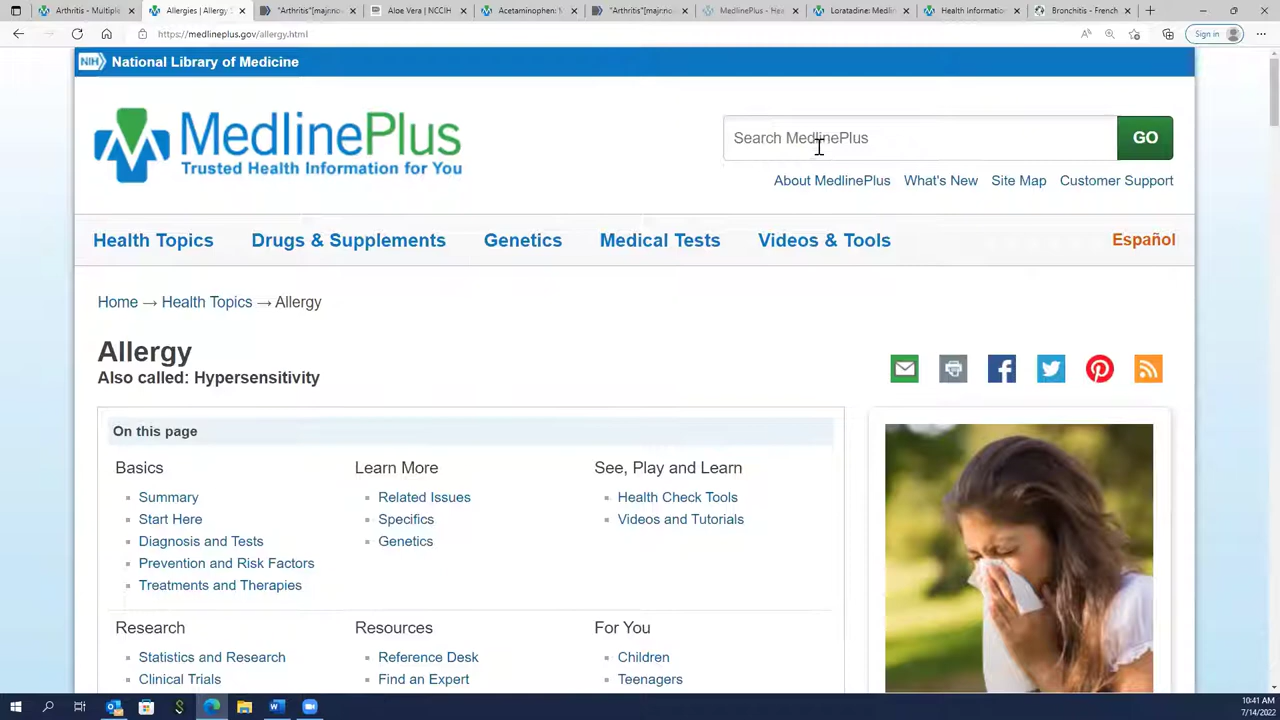 Arthritis - Multiple
Allergies | Allergy S
"Arthritis"[majr:nov
Aloe Vera | NCCIH
Acetaminophen: M
"Arthritis"[majr:nov
MedlinePlus - Hea
Loratadine: Medlin
Health Information
Bronchitis - French
https://medlineplus.gov/allergy.html
Sign in
NIH National Library of Medicine
MedlinePlus
Trusted Health Information for You
Search MedlinePlus
GO
About MedlinePlus What's New Site Map Customer Support
Health Topics Drugs & Supplements Genetics Medical Tests Videos & Tools Español
Home → Health Topics → Allergy
Allergy
Also called: Hypersensitivity
On this page
Basics
Summary
Start Here
Diagnosis and Tests
Prevention and Risk Factors
Treatments and Therapies
Learn More
Related Issues
Specifics
Genetics
See, Play and Learn
Health Check Tools
Videos and Tutorials
Research
Statistics and Research
Clinical Trials
Resources
Reference Desk
Find an Expert
For You
Children
Teenagers
10:41 AM
7/14/2022